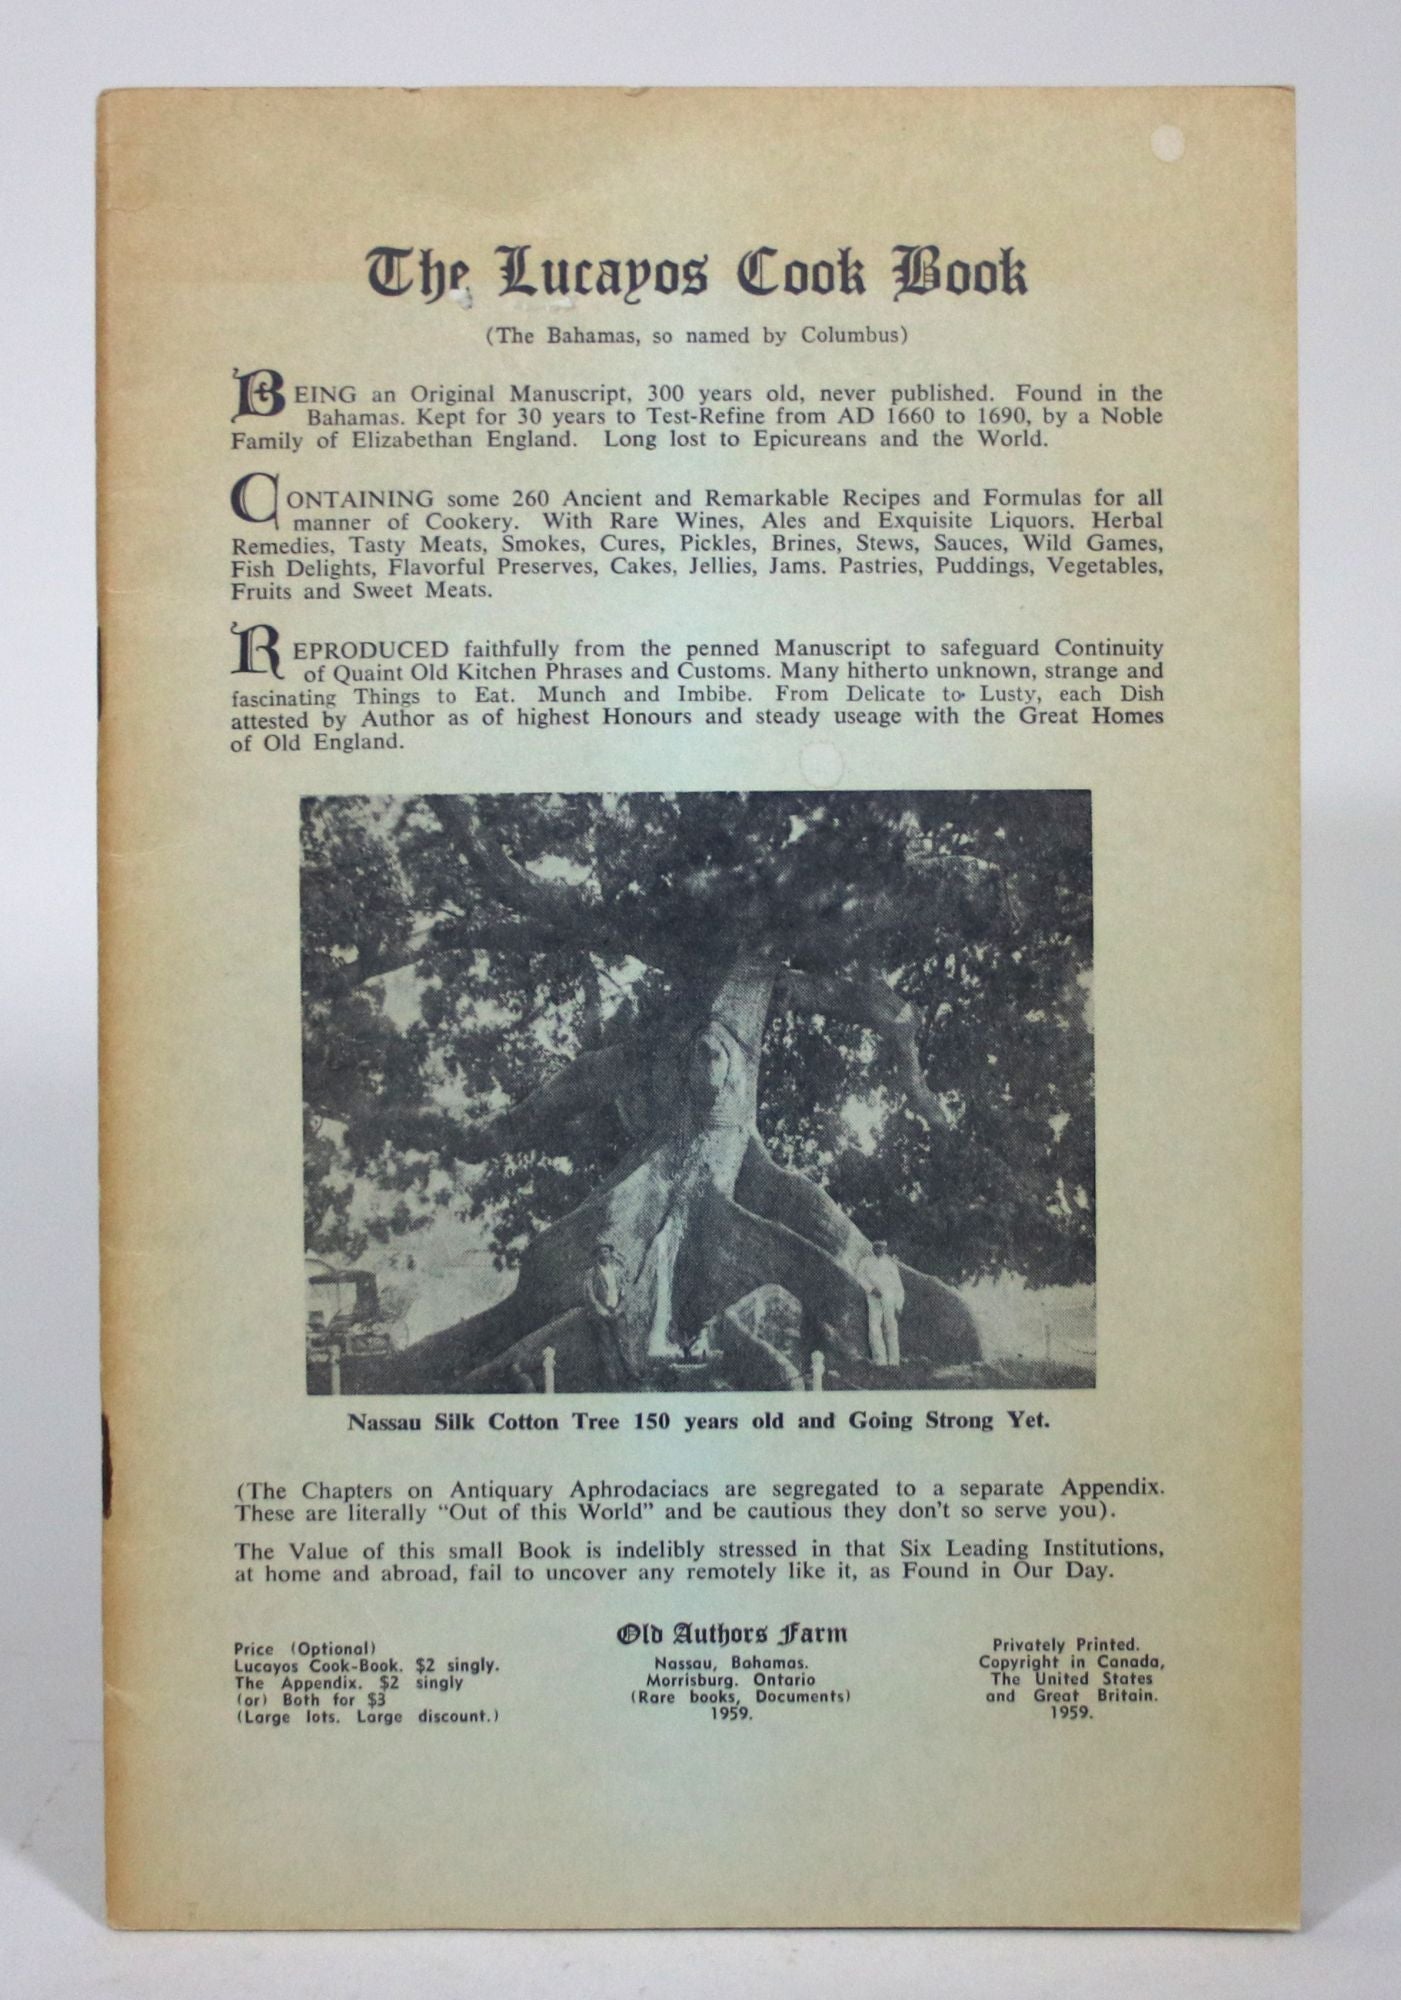 The Lucayos Cook Book
(The Bahamas, so named by Columbus)
BEING an Original Manuscript, 300 years old, never published. Found in the
Bahamas. Kept for 30 years to Test-Refine from AD 1660 to 1690, by a Noble
Family of Elizabethan England. Long lost to Epicureans and the World.
CONTAINING some 260 Ancient and Remarkable Recipes and Formulas for all
manner of Cookery. With Rare Wines, Ales and Exquisite Liquors. Herbal
Remedies, Tasty Meats, Smokes, Cures, Pickles, Brines, Stews, Sauces, Wild Games,
Fish Delights, Flavorful Preserves, Cakes, Jellies, Jams. Pastries, Puddings, Vegetables,
Fruits and Sweet Meats.
REPRODUCED faithfully from the penned Manuscript to safeguard Continuity
of Quaint Old Kitchen Phrases and Customs. Many hitherto unknown, strange and
fascinating Things to Eat. Munch and Imbibe. From Delicate to Lusty, each Dish
attested by Author as of highest Honours and steady useage with the Great Homes
of Old England.
Nassau Silk Cotton Tree 150 years old and Going Strong Yet.
(The Chapters on Antiquary Aphrodaciacs are segregated to a separate Appendix.
These are literally "Out of this World" and be cautious they don't so serve you).
The Value of this small Book is indelibly stressed in that Six Leading Institutions,
at home and abroad, fail to uncover any remotely like it, as Found in Our Day.
Price (Optional)
Lucayos Cook-Book. $2 singly.
The Appendix. $2 singly
(or) Both for $3
(Large lots. Large discount.)
Old Authors Farm
Nassau, Bahamas.
Morrisburg. Ontario
(Rare books, Documents)
1959.
Privately Printed.
Copyright in Canada,
The United States
and Great Britain.
1959.